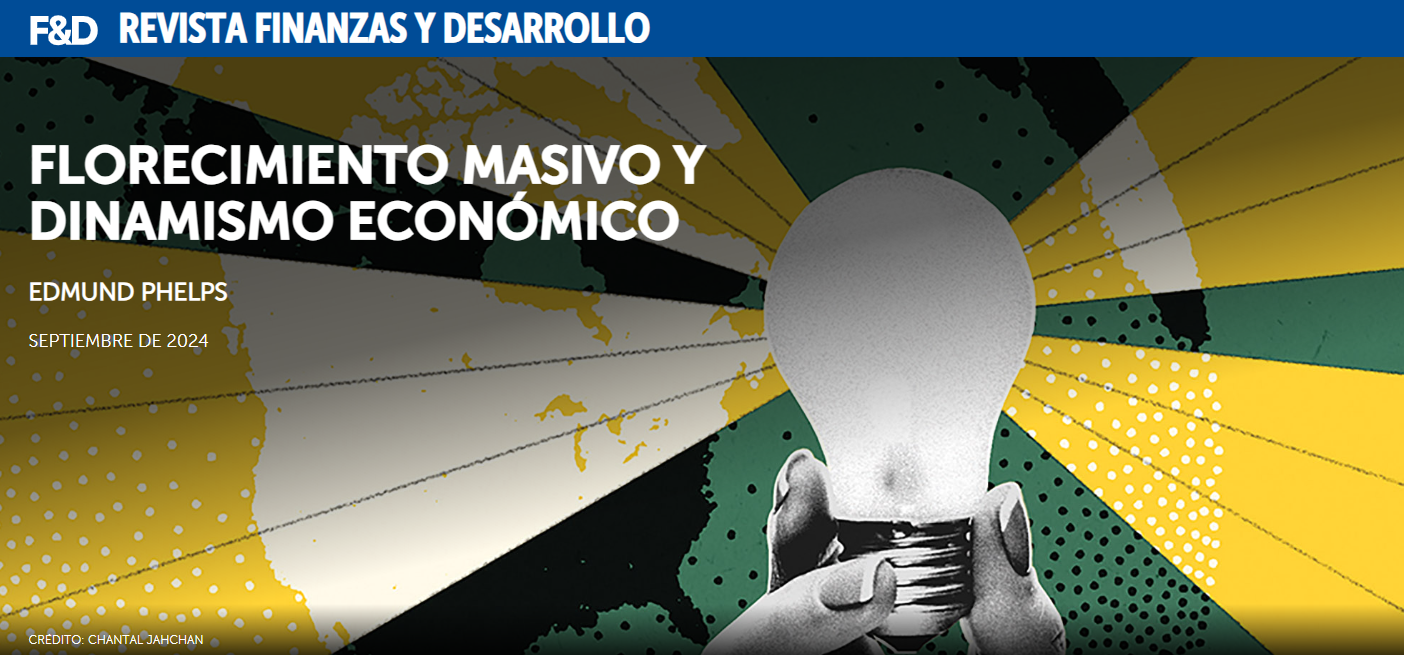 F&D REVISTA FINANZAS Y DESARROLLO
FLORECIMIENTO MASIVO Y
DINAMISMO ECONÓMICO
EDMUND PHELPS
SEPTIEMBRE DE 2024
CRÉDITO: CHANTAL JAHCHAN